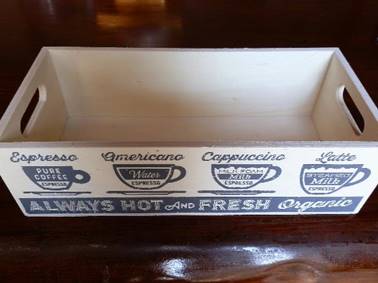 Espresso Americano Cappuccino Latte
PURE COFFEE ESPRESSO
Water ESPRESSO
MILK FOAM Milk ESPRESSO
STEAMED Milk ESPRESSO
ALWAYS HOT AND FRESH Organic